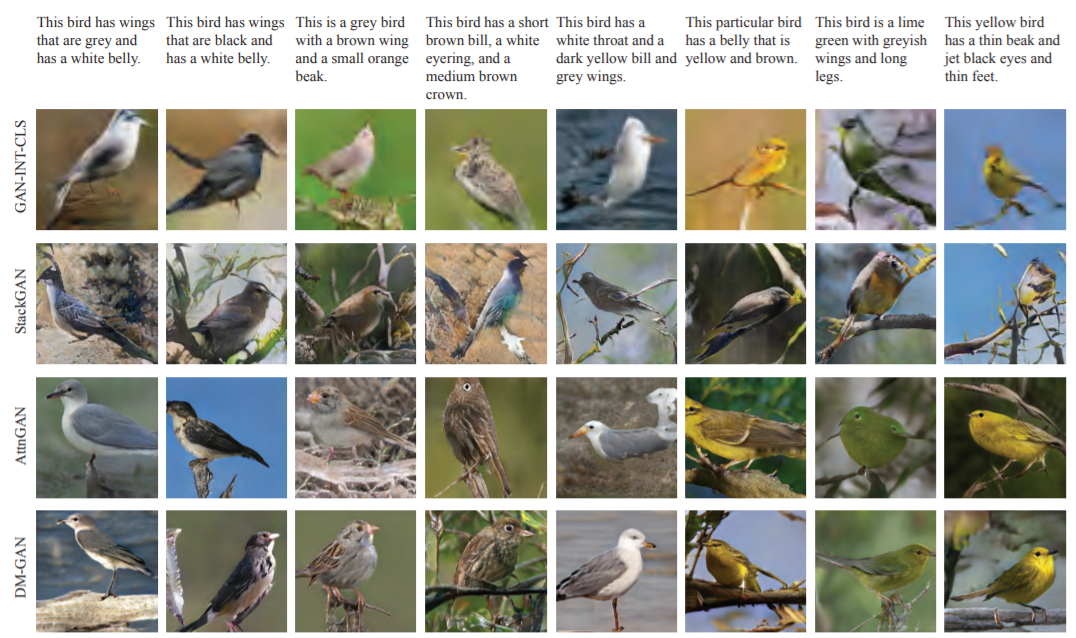 This bird has wings
that are grey and
has a white belly.
This bird has wings
that are black and
has a white belly.
This is a grey bird
with a brown wing
and a small orange
beak.
This bird has a short
brown bill, a white
eyering, and a
medium brown
crown.
This bird has a
white throat and a
dark yellow bill and
grey wings.
This particular bird
has a belly that is
yellow and brown.
This bird is a lime
green with greyish
wings and long
legs.
This yellow bird
has a thin beak and
jet black eyes and
thin feet.
GAN-INT-CLS
StackGAN
AttnGAN
DM-GAN